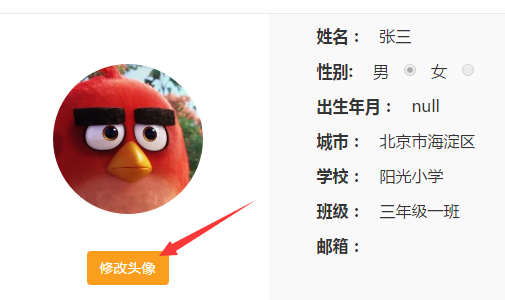 姓名： 张三
性别: 男 女
出生年月： null
城市： 北京市海淀区
学校： 阳光小学
班级： 三年级一班
邮箱：
修改头像